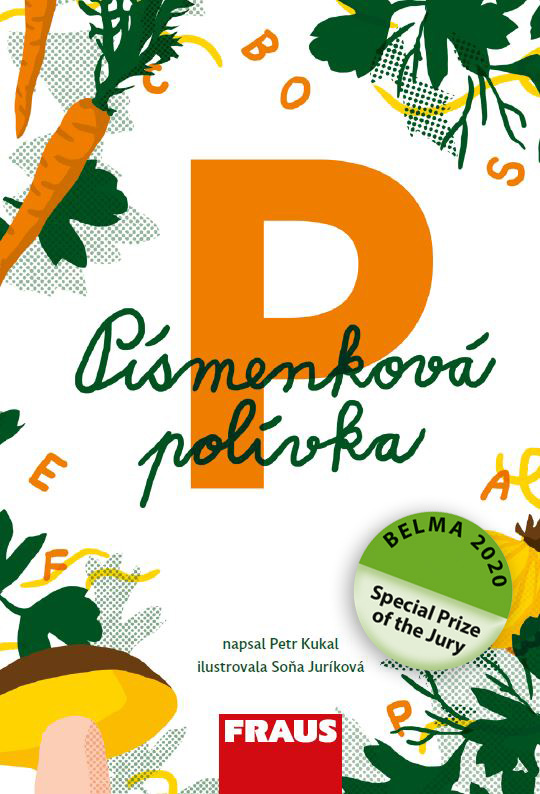 B
C
O
S
P
Písmenková
polívka
E
A
F
BELMA 2020
Special Prize
of the Jury
napsal Petr Kukal
ilustrovala Soňa Juríková
P
FRAUS